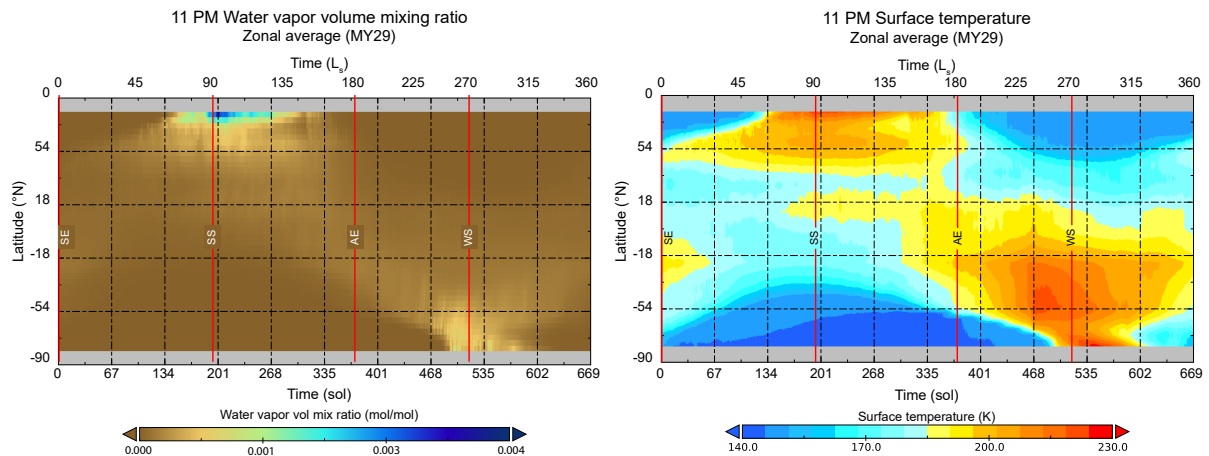 11 PM Water vapor volume mixing ratio
Zonal average (MY29)
Time (Ls)
0 45 90 135 180 225 270 315 360
0
54
18
-18
-54
-90
Latitude (°N)
SE SS AE WS
0 67 134 201 268 335 401 468 535 602 669
Time (sol)
Water vapor vol mix ratio (mol/mol)
0.000 0.001 0.003 0.004
11 PM Surface temperature
Zonal average (MY29)
Time (Ls)
0 45 90 135 180 225 270 315 360
0
54
18
-18
-54
-90
Latitude (°N)
SE SS AE WS
0 67 134 201 268 335 401 468 535 602 669
Time (sol)
Surface temperature (K)
140.0 170.0 200.0 230.0